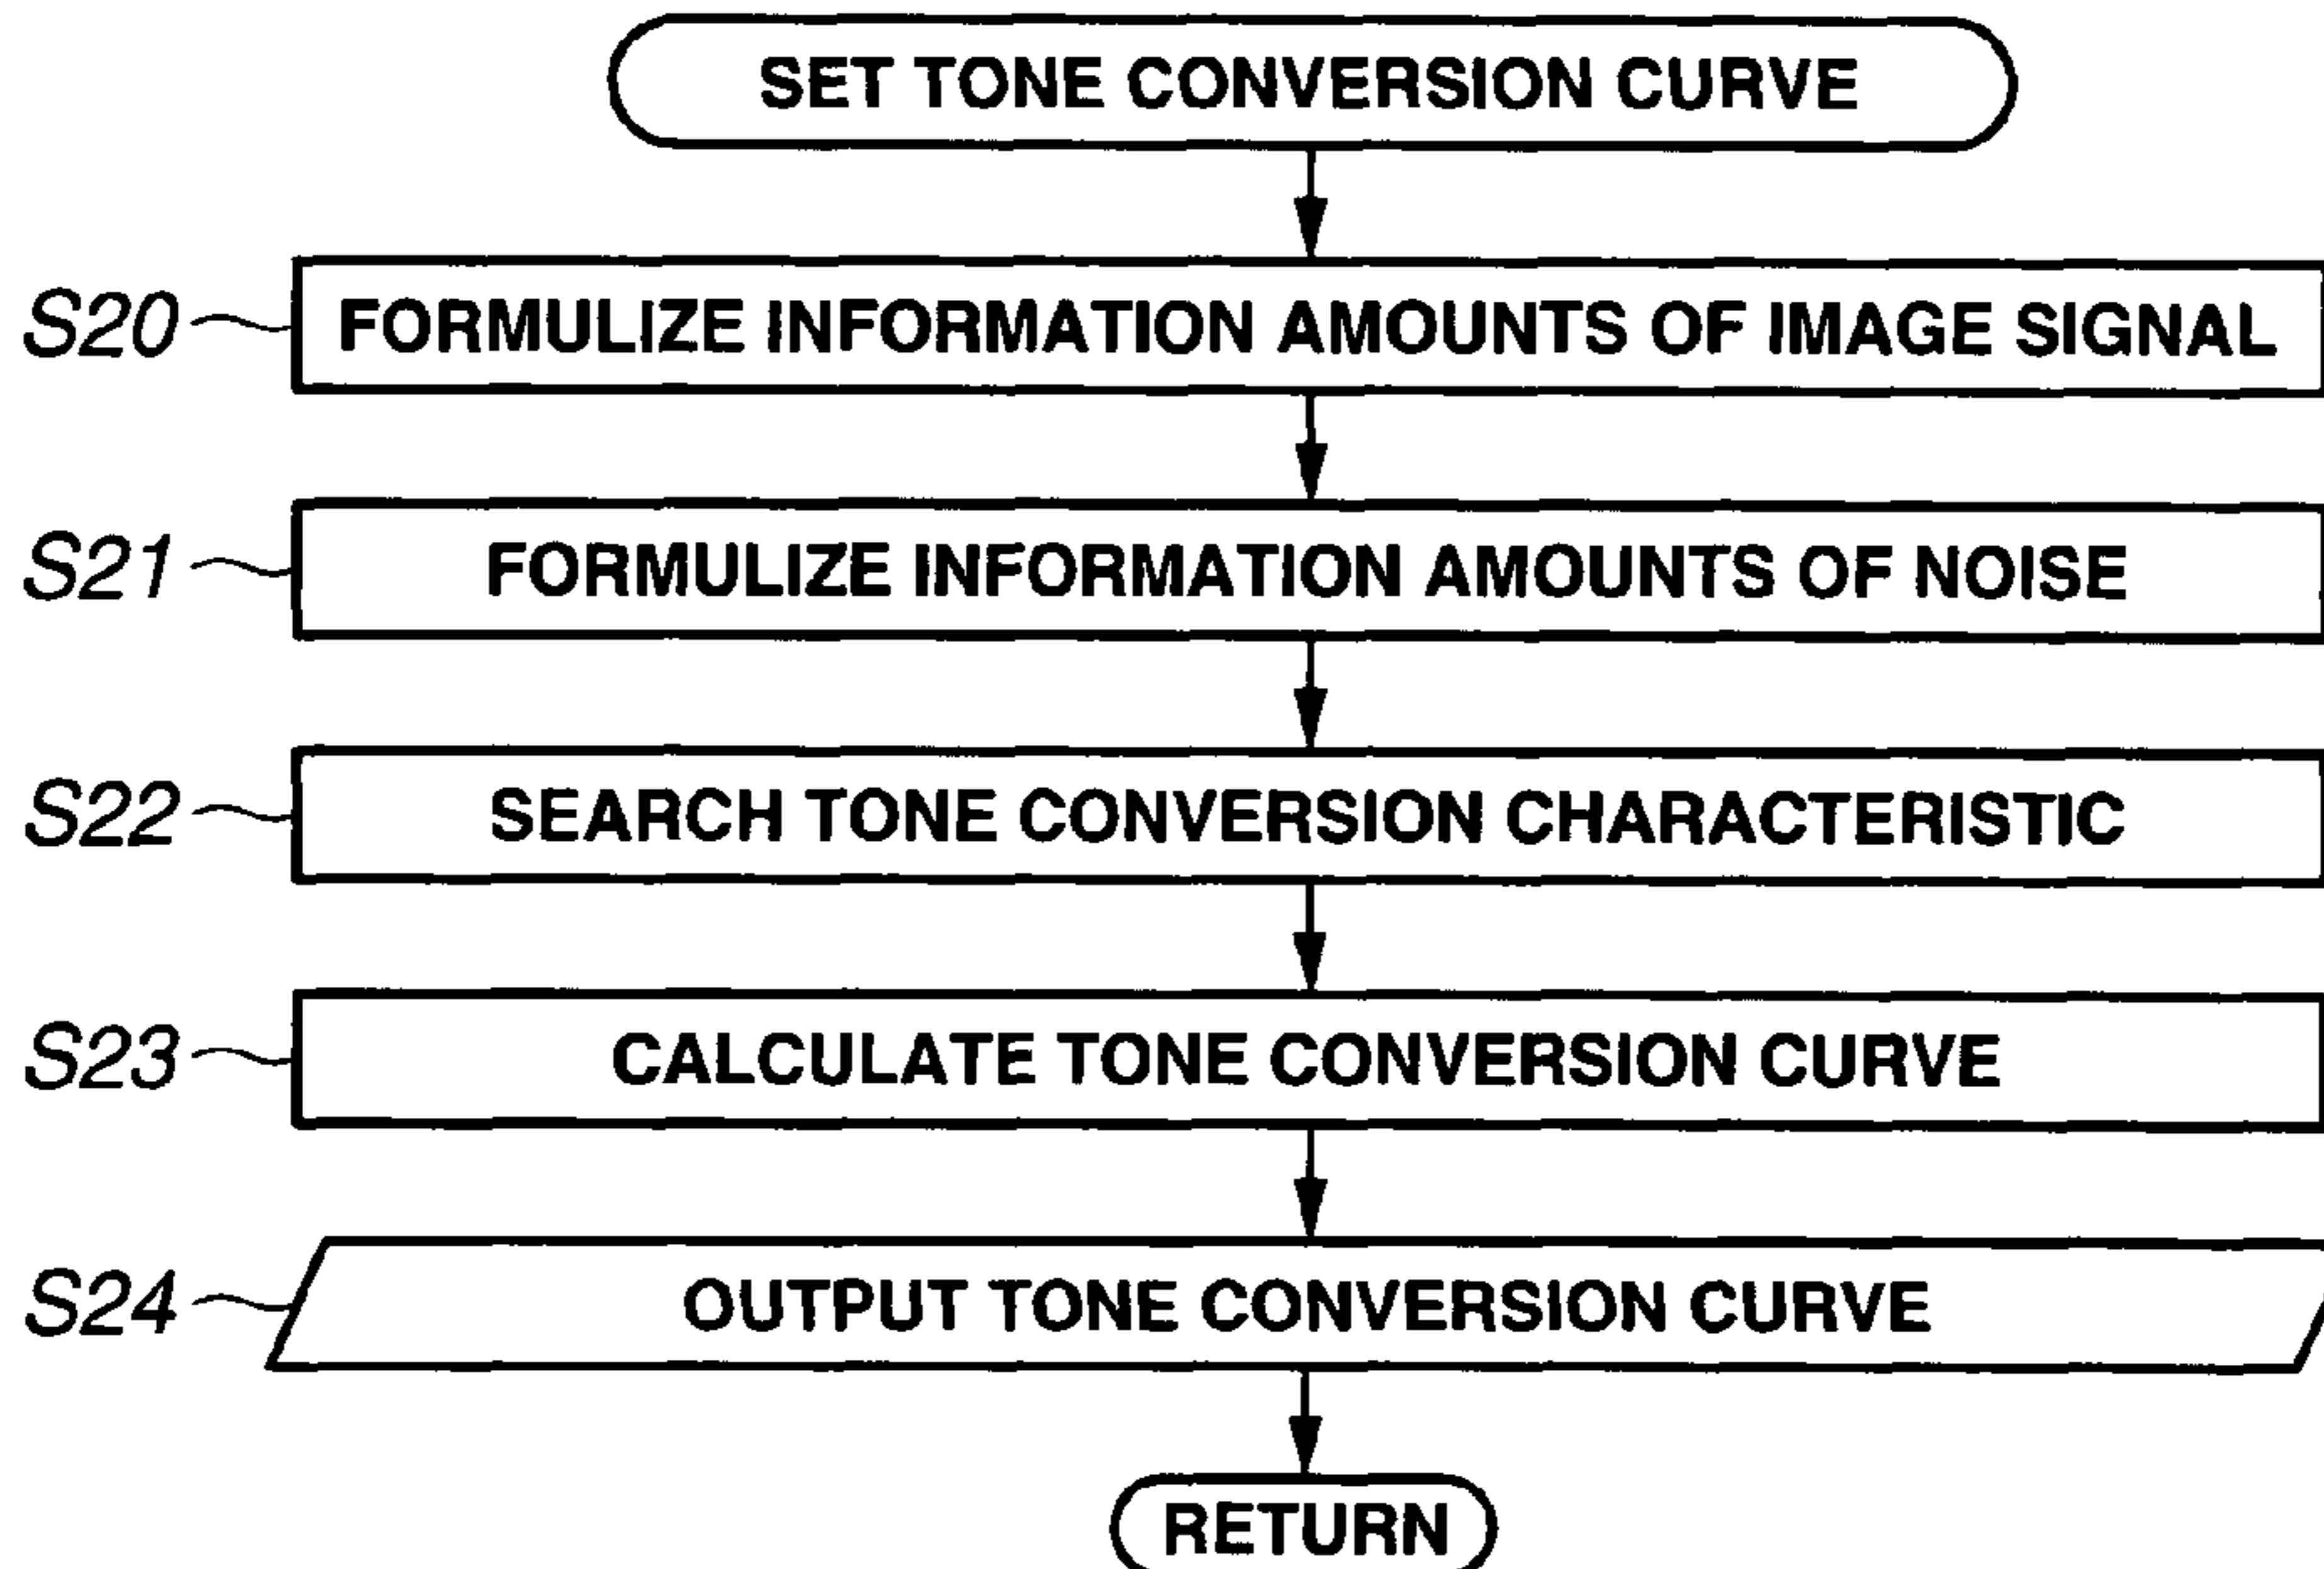 SET TONE CONVERSION CURVE
S20 FORMULIZE INFORMATION AMOUNTS OF IMAGE SIGNAL
S21 FORMULIZE INFORMATION AMOUNTS OF NOISE
S22 SEARCH TONE CONVERSION CHARACTERISTIC
S23 CALCULATE TONE CONVERSION CURVE
S24 OUTPUT TONE CONVERSION CURVE
RETURN